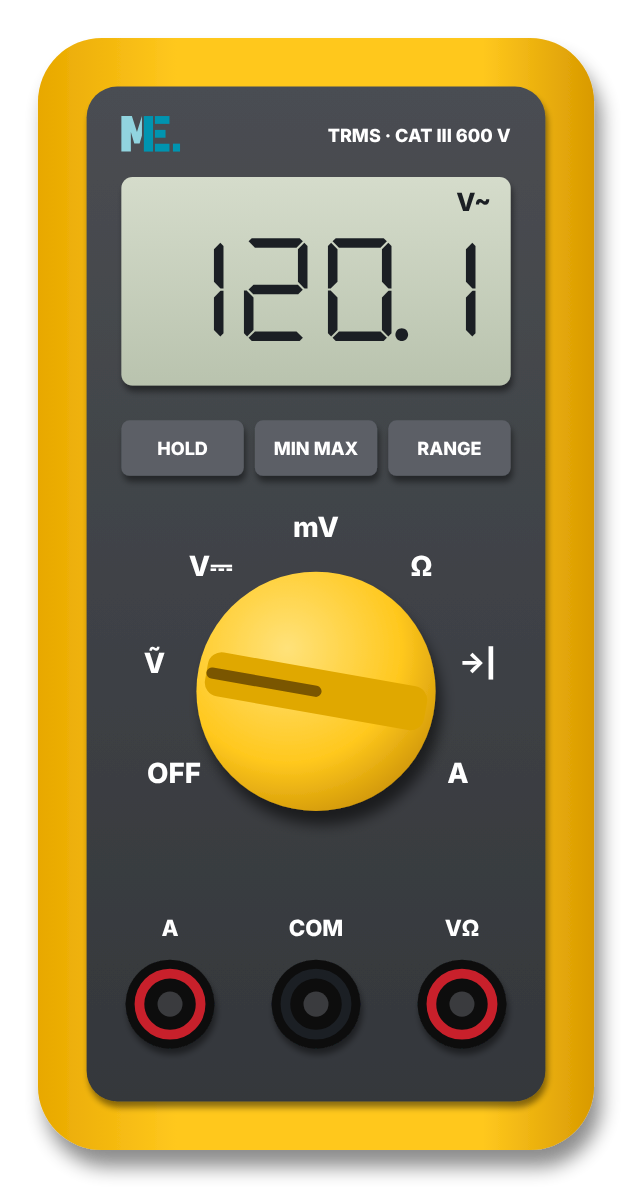 ME.
TRMS · CAT III 600 V
V~
120.1
HOLD MIN MAX RANGE
mV
V⎓ Ω
Ṽ
OFF A
A COM VΩ